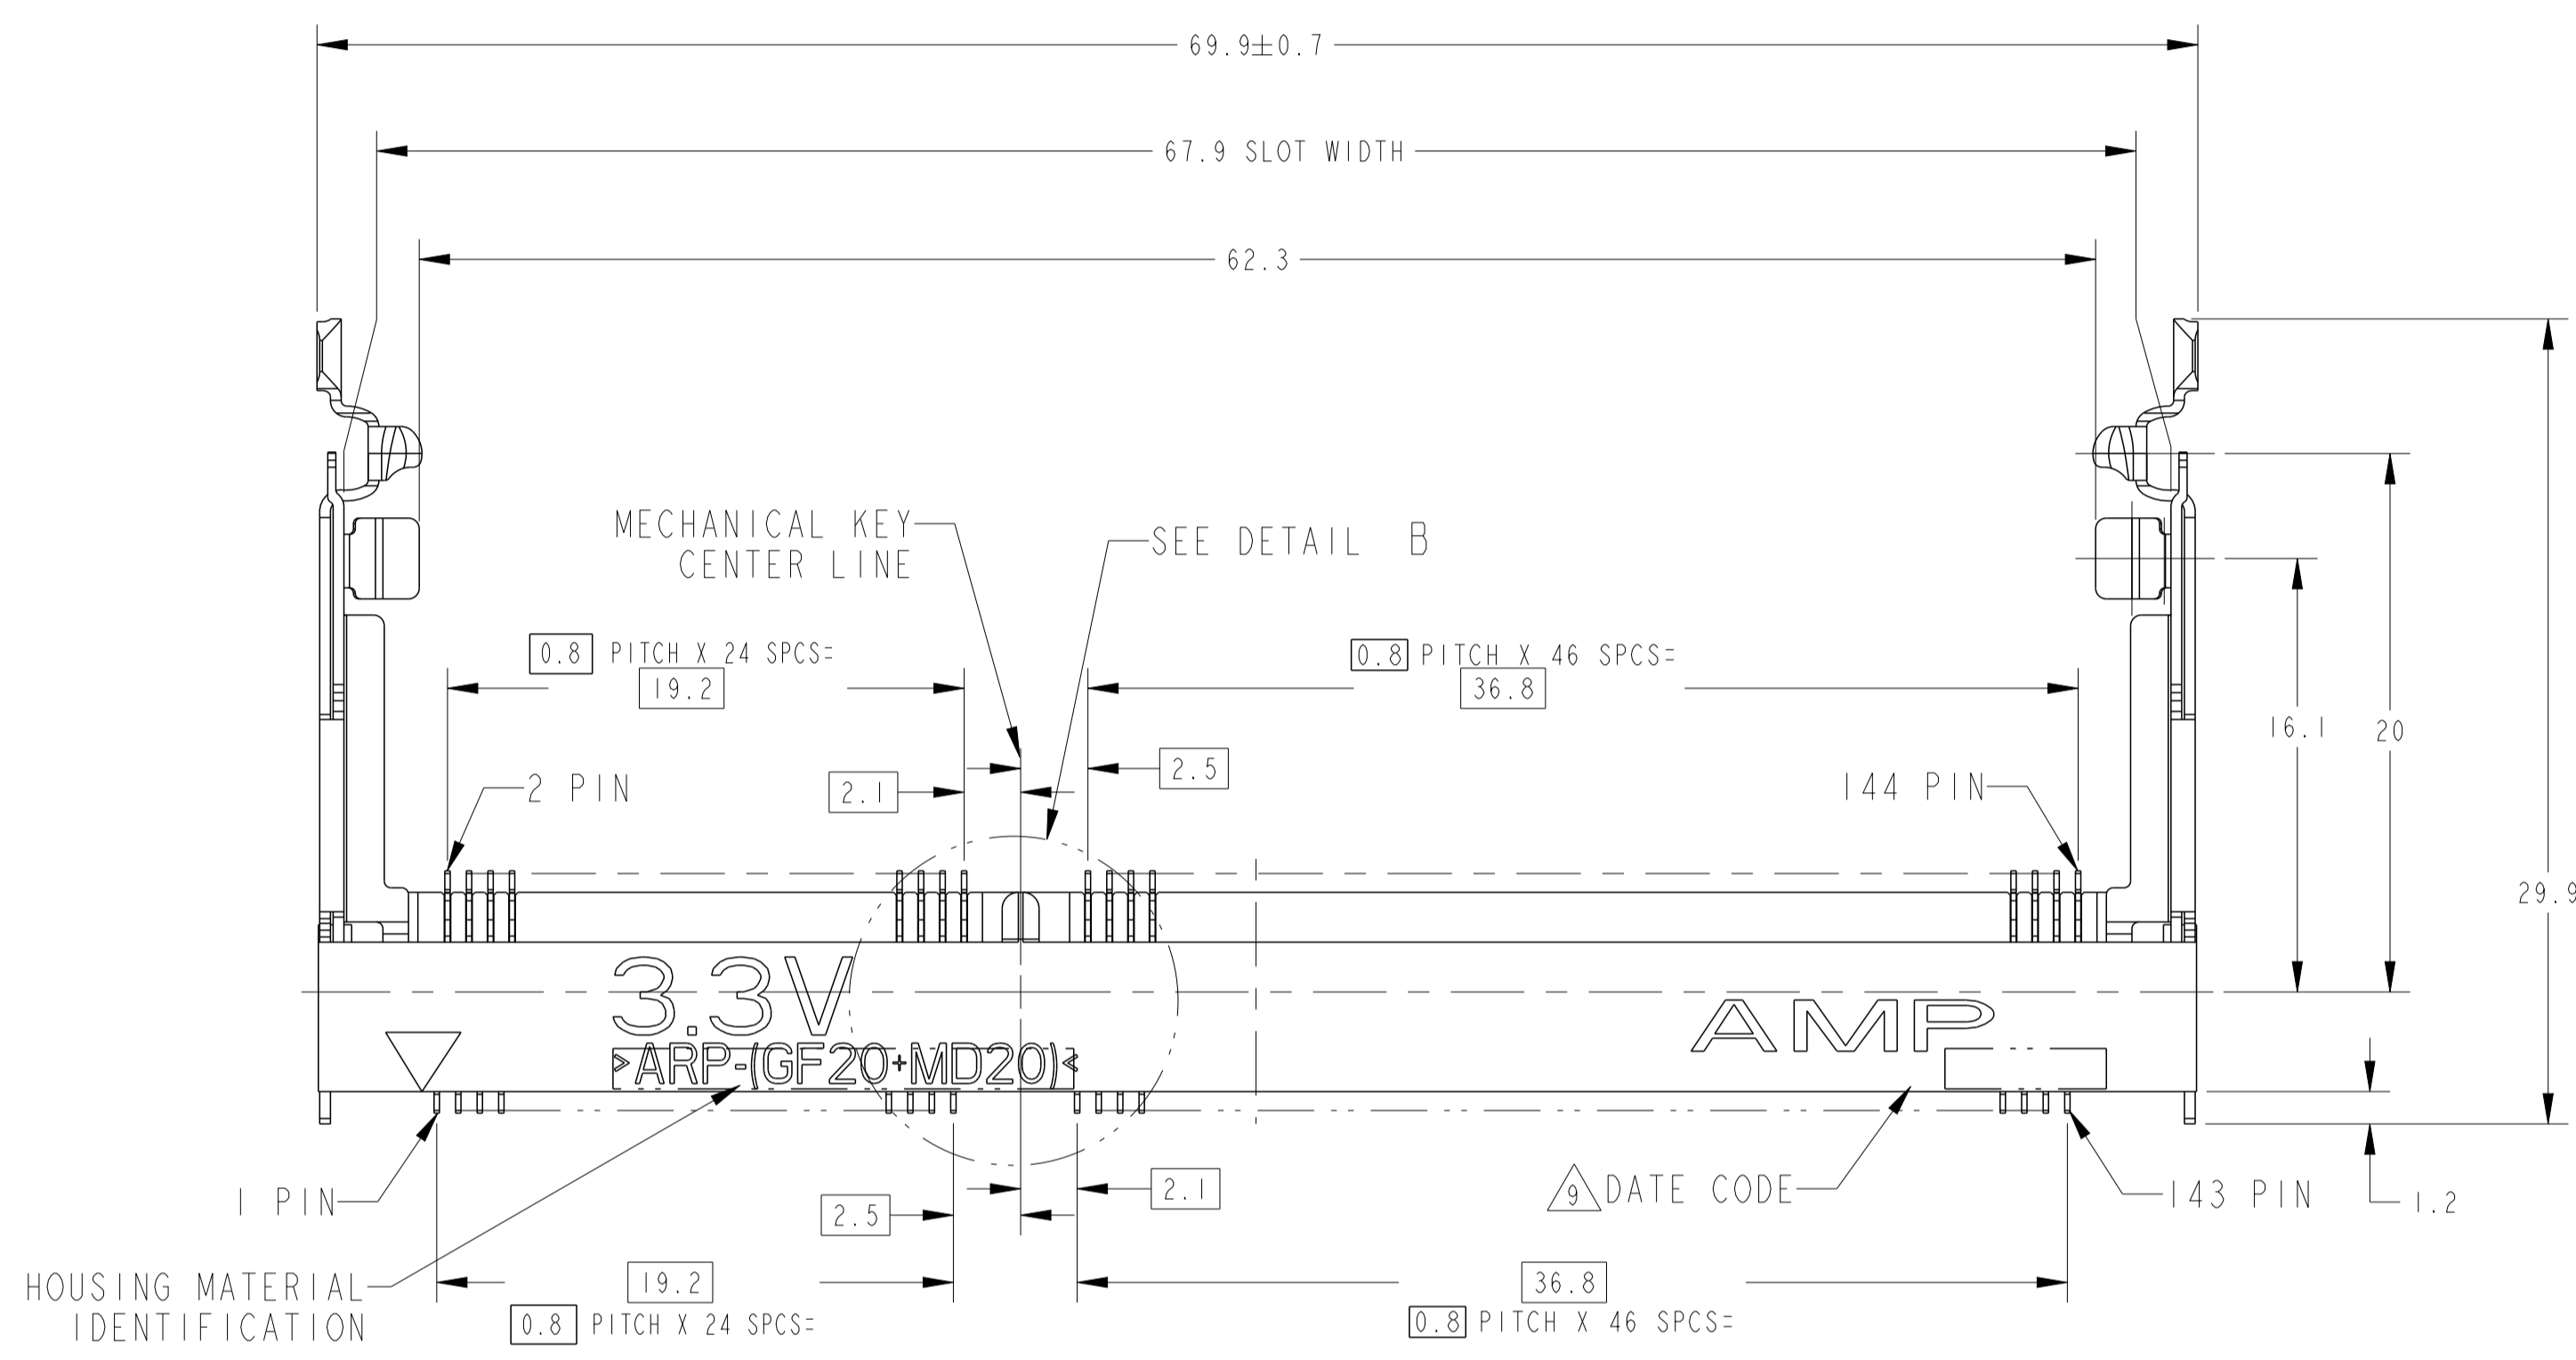 69.9±0.7
67.9 SLOT WIDTH
62.3
MECHANICAL KEY
CENTER LINE
SEE DETAIL B
0.8 PITCH X 24 SPCS=
19.2
0.8 PITCH X 46 SPCS=
36.8
16.1
20
29.9
2 PIN
2.1
2.5
144 PIN
3.3V
AMP
>ARP-(GF20+MD20)<
1 PIN
2.5
2.1
9 DATE CODE
143 PIN
1.2
HOUSING MATERIAL
IDENTIFICATION
19.2
0.8 PITCH X 24 SPCS=
36.8
0.8 PITCH X 46 SPCS=